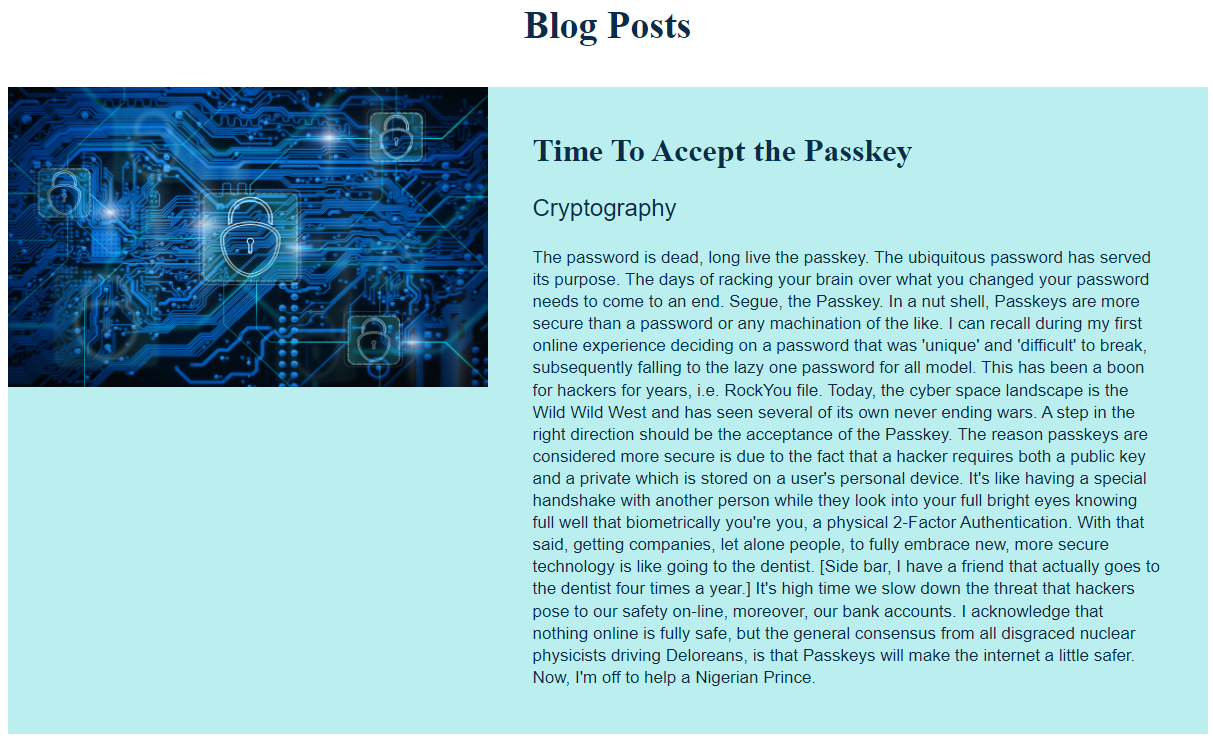 Blog Posts
Time To Accept the Passkey
Cryptography
The password is dead, long live the passkey. The ubiquitous password has served
its purpose. The days of racking your brain over what you changed your password
needs to come to an end. Segue, the Passkey. In a nut shell, Passkeys are more
secure than a password or any machination of the like. I can recall during my first
online experience deciding on a password that was 'unique' and 'difficult' to break,
subsequently falling to the lazy one password for all model. This has been a boon
for hackers for years, i.e. RockYou file. Today, the cyber space landscape is the
Wild Wild West and has seen several of its own never ending wars. A step in the
right direction should be the acceptance of the Passkey. The reason passkeys are
considered more secure is due to the fact that a hacker requires both a public key
and a private which is stored on a user's personal device. It's like having a special
handshake with another person while they look into your full bright eyes knowing
full well that biometrically you're you, a physical 2-Factor Authentication. With that
said, getting companies, let alone people, to fully embrace new, more secure
technology is like going to the dentist. [Side bar, I have a friend that actually goes to
the dentist four times a year.] It's high time we slow down the threat that hackers
pose to our safety on-line, moreover, our bank accounts. I acknowledge that
nothing online is fully safe, but the general consensus from all disgraced nuclear
physicists driving Deloreans, is that Passkeys will make the internet a little safer.
Now, I'm off to help a Nigerian Prince.